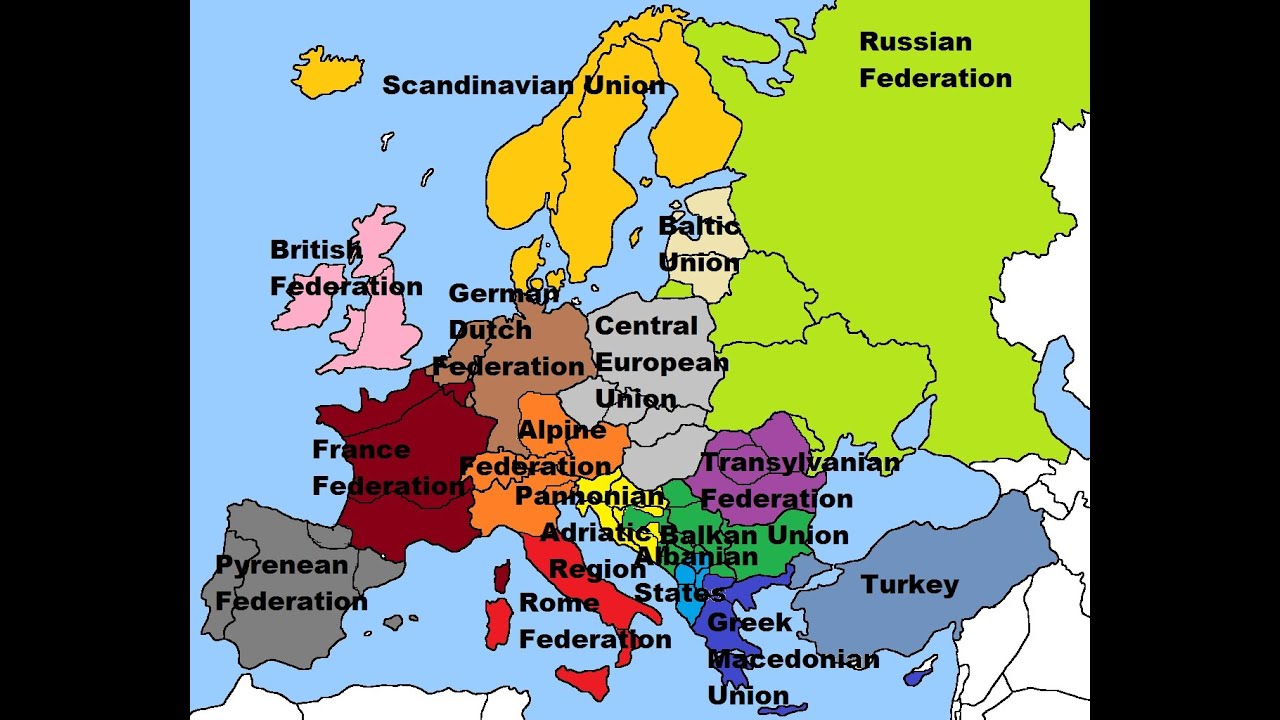 Russian
Federation
Scandinavian Union
Baltic
Union
British
Federation
German
Dutch
Federation
Central
European
Union
Alpine
Federation
France
Federation
Transylvanian
Federation
Pannonian
Adriatic
Region
Balkan Union
Albanian
States
Pyrenean
Federation
Turkey
Rome
Federation
Greek
Macedonian
Union